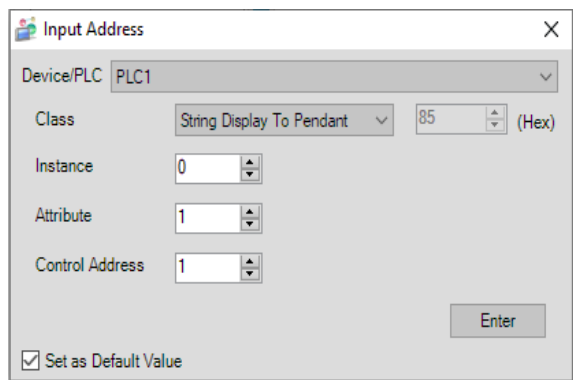 Input Address
Device/PLC PLC1
Class String Display To Pendant 85 (Hex)
Instance 0
Attribute 1
Control Address 1
Enter
Set as Default Value